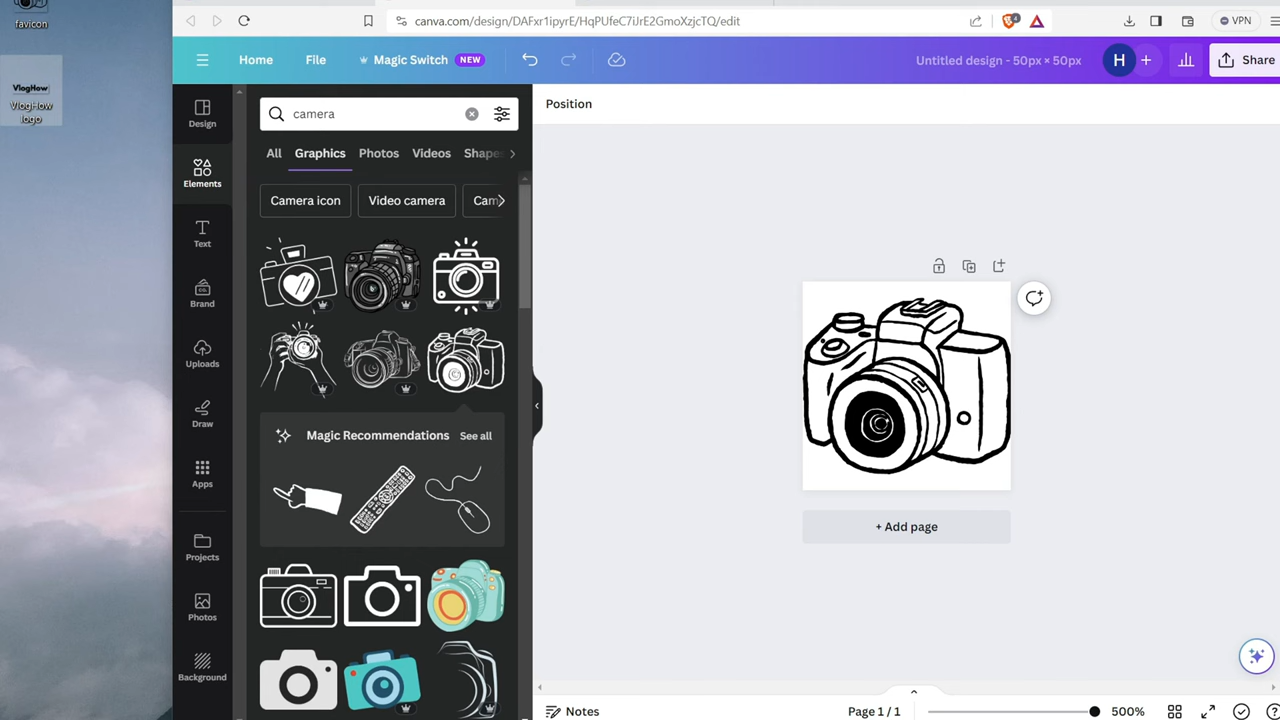 favicon
VlogHow
VlogHow
logo
canva.com/design/DAFxr1ipyrE/HqPUfeC7iJrE2GmoXzjcTQ/edit
4
VPN
Home
File
Magic Switch
NEW
Untitled design - 50px × 50px
H
+
Share
Design
Elements
Text
Brand
Uploads
Draw
Apps
Projects
Photos
Background
camera
All
Graphics
Photos
Videos
Shapes
Camera icon
Video camera
Cam
Magic Recommendations
See all
Position
+ Add page
Notes
Page 1 / 1
500%